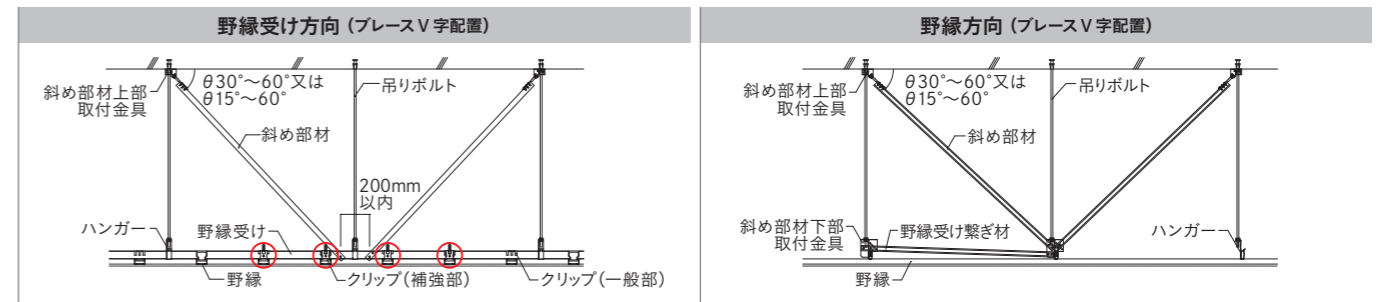 野縁受け方向（ブレースV字配置）
θ30°～60°又は
θ15°～60°
吊りボルト
斜め部材上部
取付金具
斜め部材
200mm
以内
ハンガー
野縁受け
野縁
クリップ（補強部）
クリップ（一般部）
野縁方向（ブレースV字配置）
θ30°～60°又は
θ15°～60°
吊りボルト
斜め部材上部
取付金具
斜め部材
斜め部材下部
取付金具
野縁受け繋ぎ材
ハンガー
野縁